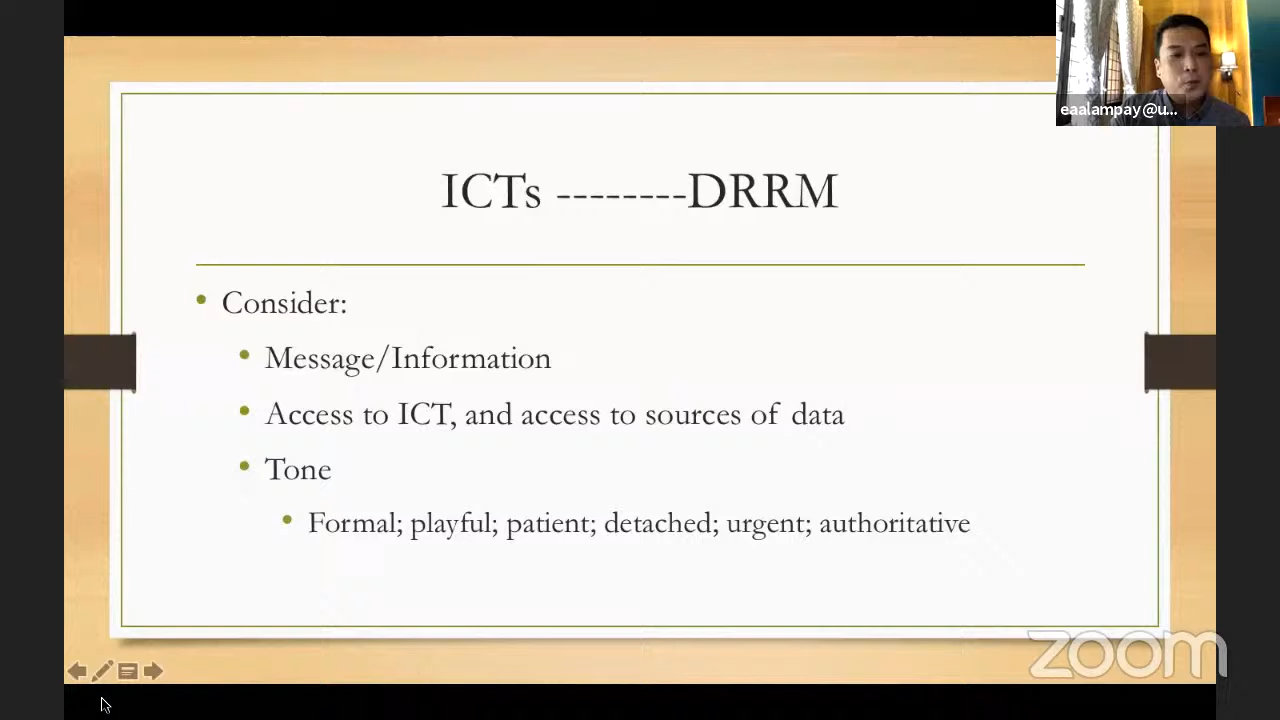 eaalampay@u...
ICTs --------DRRM
Consider:
Message/Information
Access to ICT, and access to sources of data
Tone
Formal; playful; patient; detached; urgent; authoritative
zoom